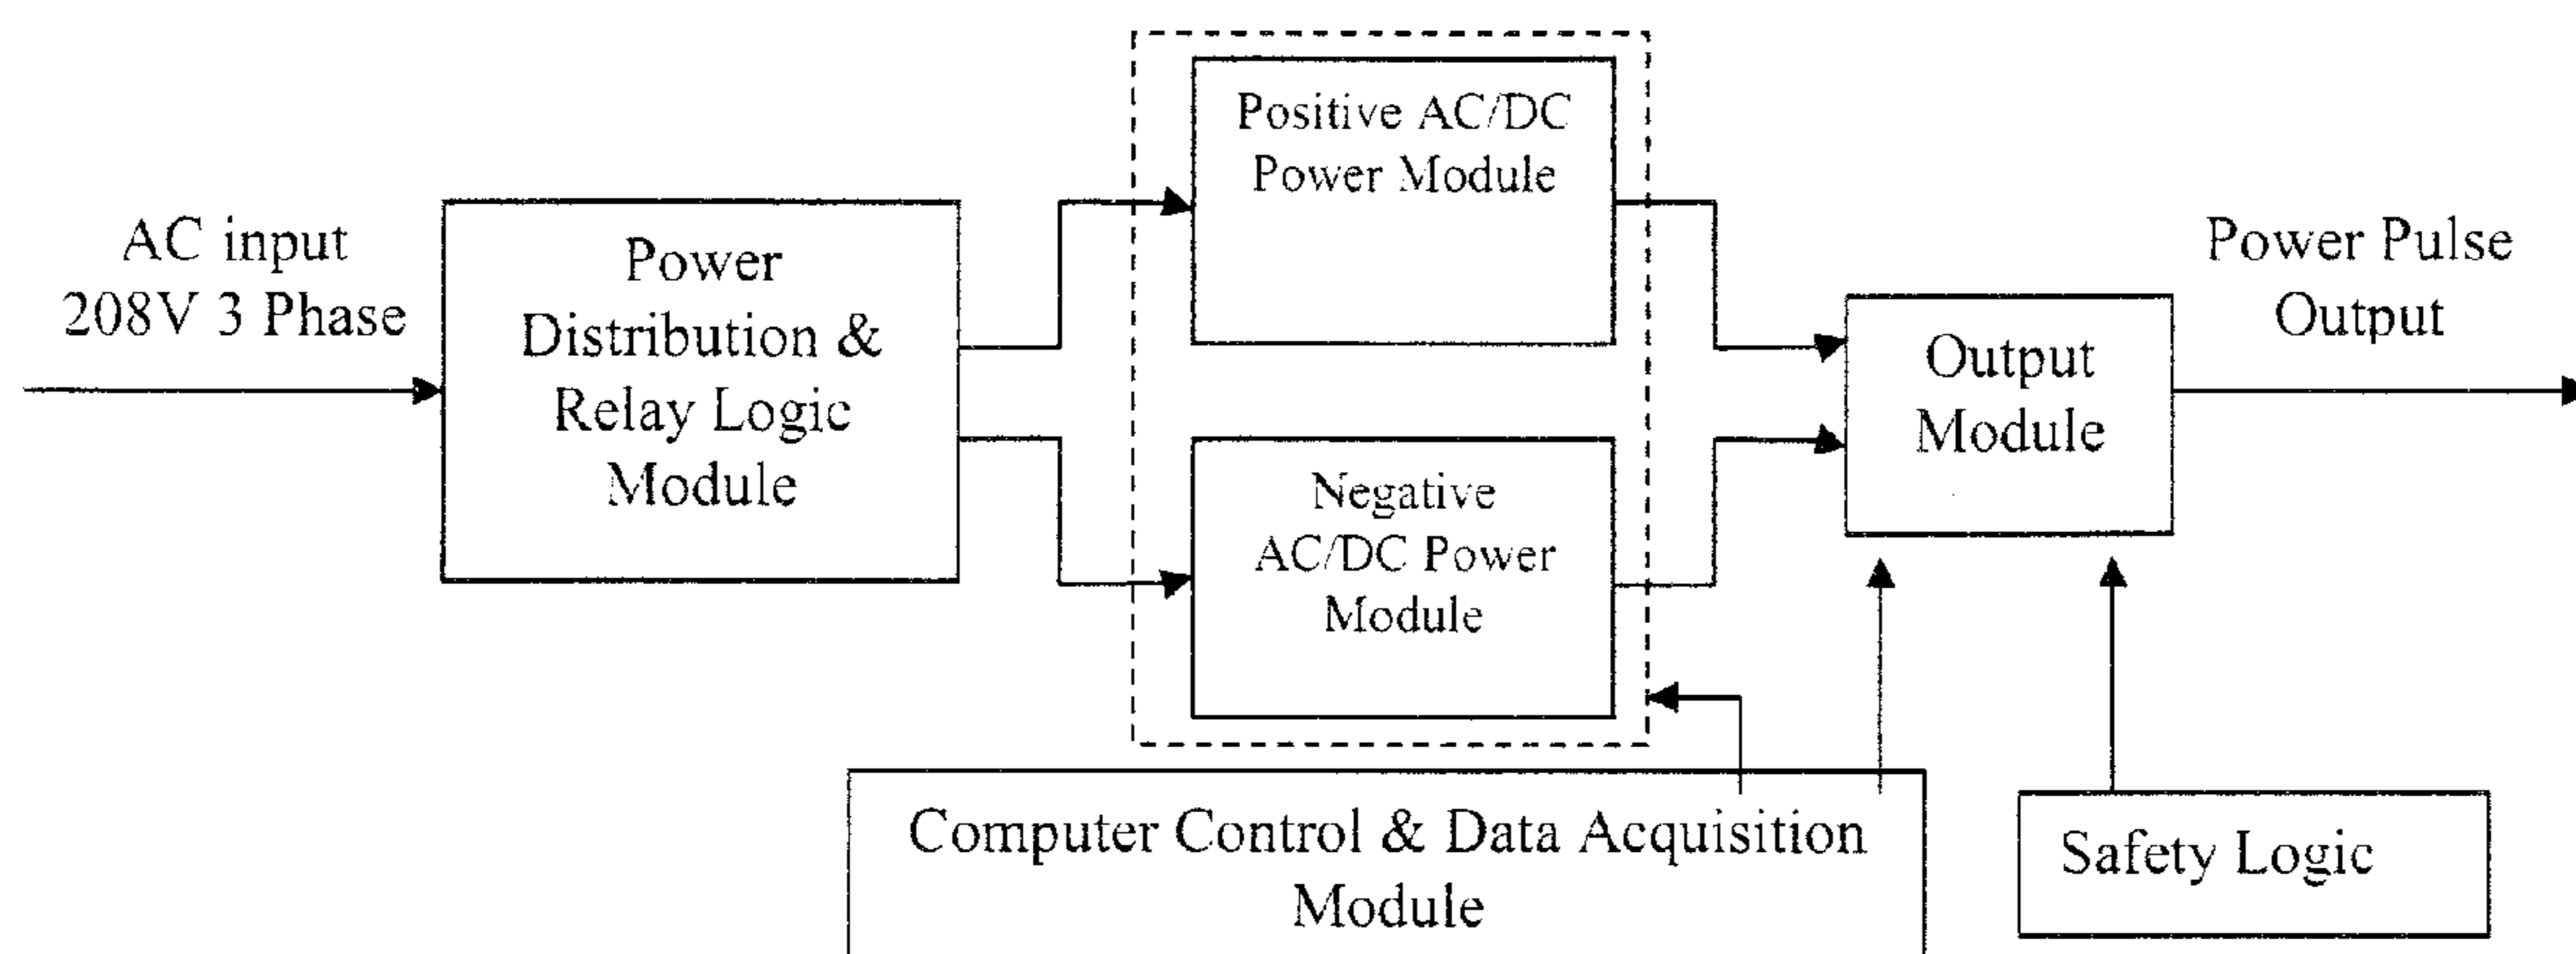 AC input
208V 3 Phase
Power
Distribution &
Relay Logic
Module
Positive AC/DC
Power Module
Negative
AC/DC Power
Module
Output
Module
Power Pulse
Output
Computer Control & Data Acquisition
Module
Safety Logic